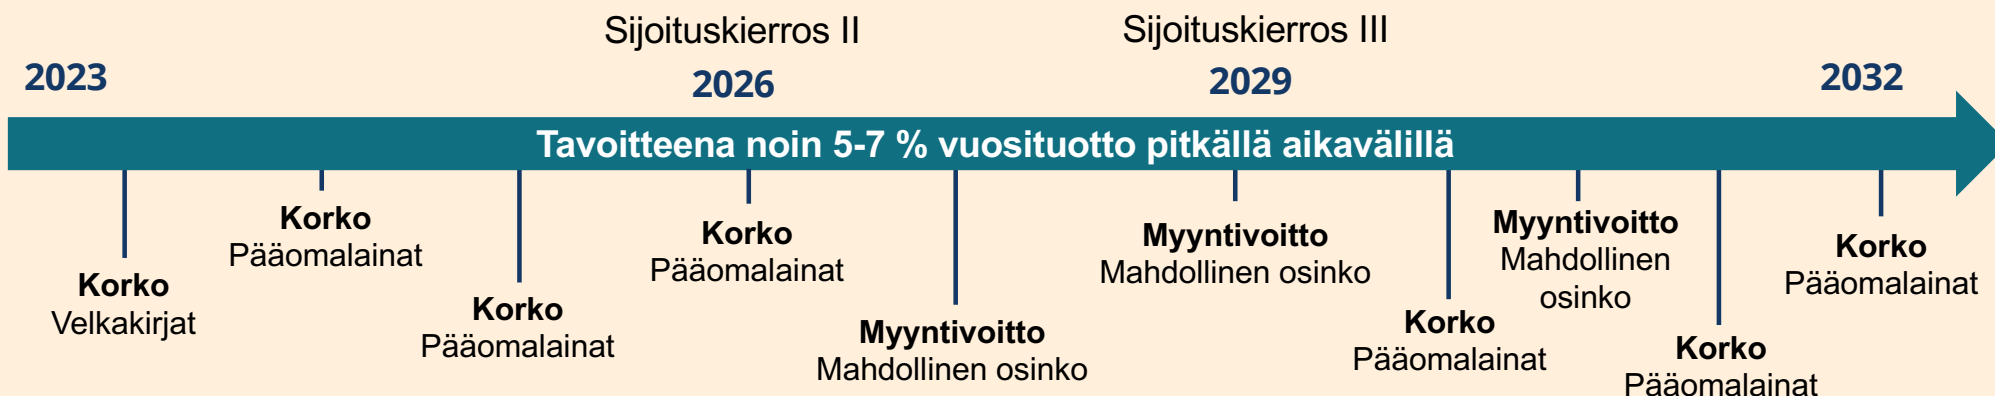 Sijoituskierros II
Sijoituskierros III
2023
2026
2029
2032
Tavoitteena noin 5-7 % vuosituotto pitkällä aikavälillä
Korko
Velkakirjat
Korko
Pääomalainat
Korko
Pääomalainat
Korko
Pääomalainat
Myyntivoitto
Mahdollinen osinko
Myyntivoitto
Mahdollinen osinko
Korko
Pääomalainat
Myyntivoitto
Mahdollinen
osinko
Korko
Pääomalainat
Korko
Pääomalainat